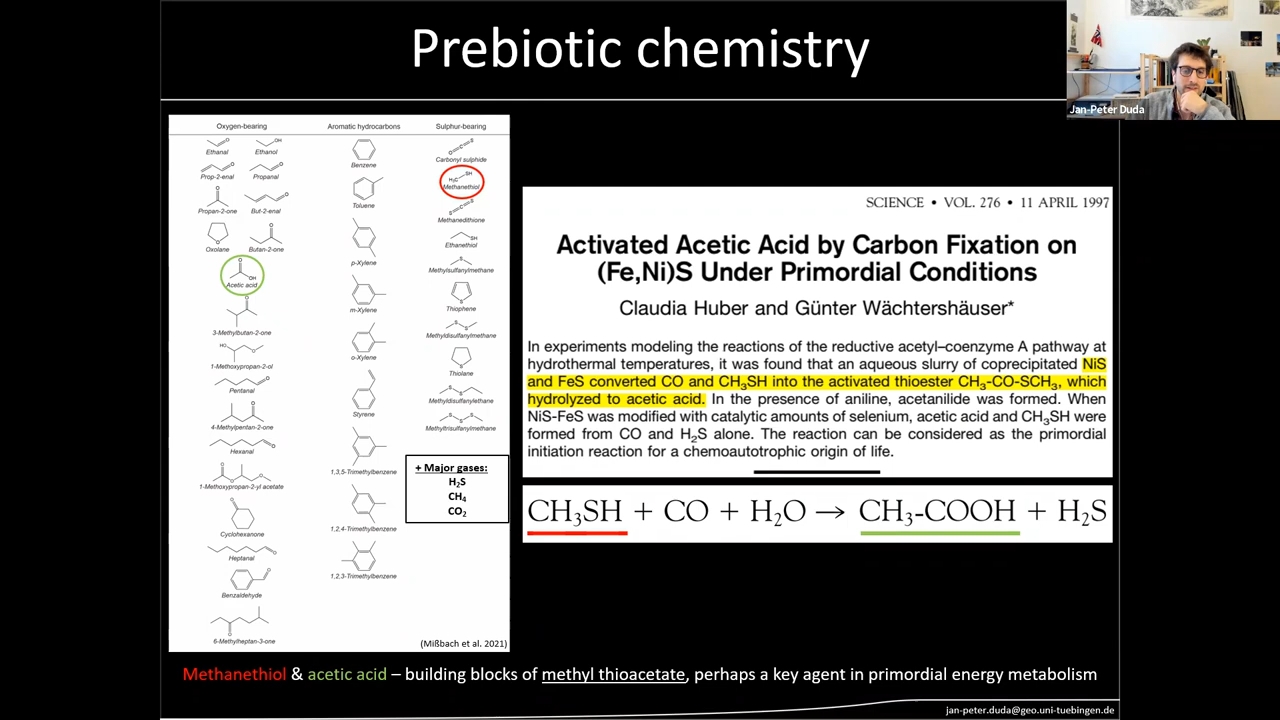 Prebiotic chemistry
Jan-Peter Duda
Oxygen-bearing
Aromatic hydrocarbons
Sulphur-bearing
Ethanal
Ethanol
Prop-2-enal
Propanal
Propan-2-one
But-2-enal
Oxolane
Butan-2-one
Acetic acid
3-Methylbutan-2-one
1-Methoxypropan-2-ol
Pentanal
4-Methylpentan-2-one
Hexanal
1-Methoxypropan-2-yl acetate
Cyclohexanone
Heptanal
Benzaldehyde
6-Methylheptan-3-one
Benzene
Toluene
p-Xylene
m-Xylene
o-Xylene
Styrene
1,3,5-Trimethylbenzene
1,2,4-Trimethylbenzene
1,2,3-Trimethylbenzene
Carbonyl sulphide
Methanethiol
Methanedithione
Ethanethiol
Methylsulfanylmethane
Thiophene
Methyldisulfanylmethane
Thiolane
Methyldisulfanylethane
Methyltrisulfanylmethane
+ Major gases:
H₂S
CH₄
CO₂
(Mißbach et al. 2021)
SCIENCE • VOL. 276 • 11 APRIL 1997
Activated Acetic Acid by Carbon Fixation on
(Fe,Ni)S Under Primordial Conditions
Claudia Huber and Günter Wächtershäuser*
In experiments modeling the reactions of the reductive acetyl–coenzyme A pathway at
hydrothermal temperatures, it was found that an aqueous slurry of coprecipitated NiS
and FeS converted CO and CH₃SH into the activated thioester CH₃-CO-SCH₃, which
hydrolyzed to acetic acid. In the presence of aniline, acetanilide was formed. When
NiS-FeS was modified with catalytic amounts of selenium, acetic acid and CH₃SH were
formed from CO and H₂S alone. The reaction can be considered as the primordial
initiation reaction for a chemoautotrophic origin of life.
CH₃SH + CO + H₂O → CH₃-COOH + H₂S
Methanethiol & acetic acid – building blocks of methyl thioacetate, perhaps a key agent in primordial energy metabolism
jan-peter.duda@geo.uni-tuebingen.de